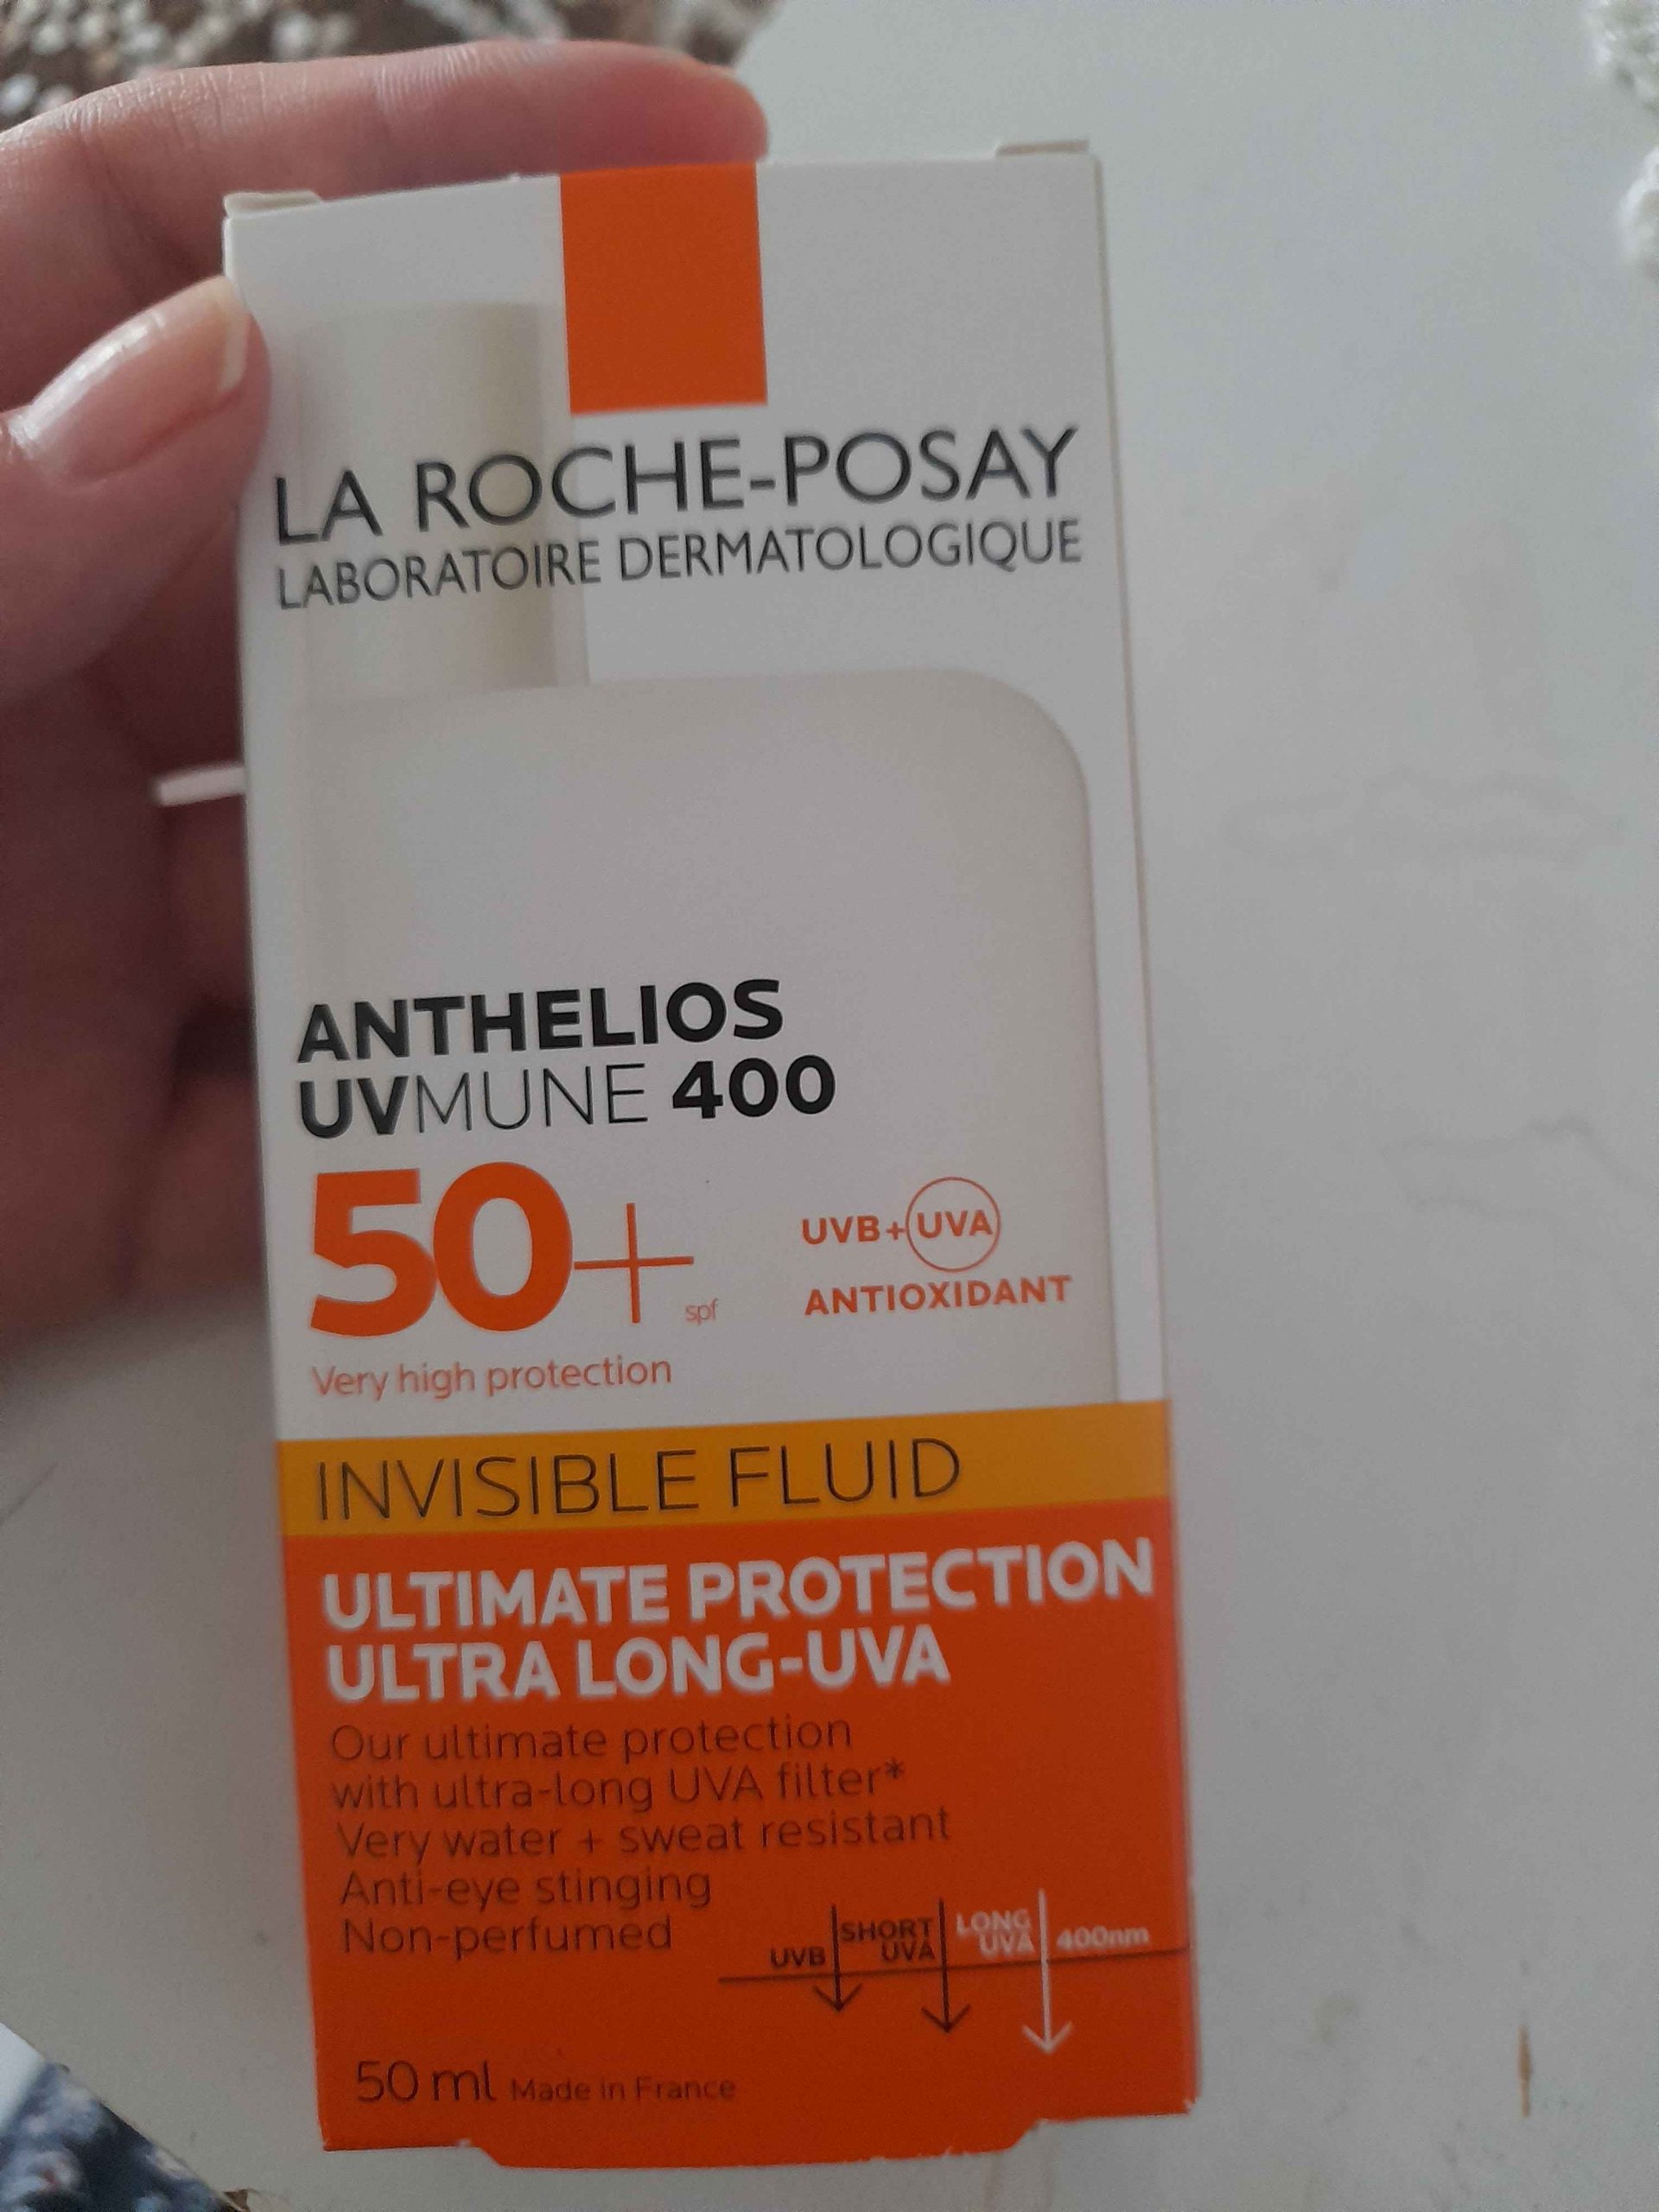 LA ROCHE-POSAY
LABORATOIRE DERMATOLOGIQUE
ANTHELIOS
UVMUNE 400
50+ spf
Very high protection
UVB+UVA
ANTIOXIDANT
INVISIBLE FLUID
ULTIMATE PROTECTION
ULTRA LONG-UVA
Our ultimate protection
with ultra-long UVA filter*
Very water + sweat resistant
Anti-eye stinging
Non-perfumed
UVB
SHORT
UVA
LONG
UVA
400nm
50 ml Made in France